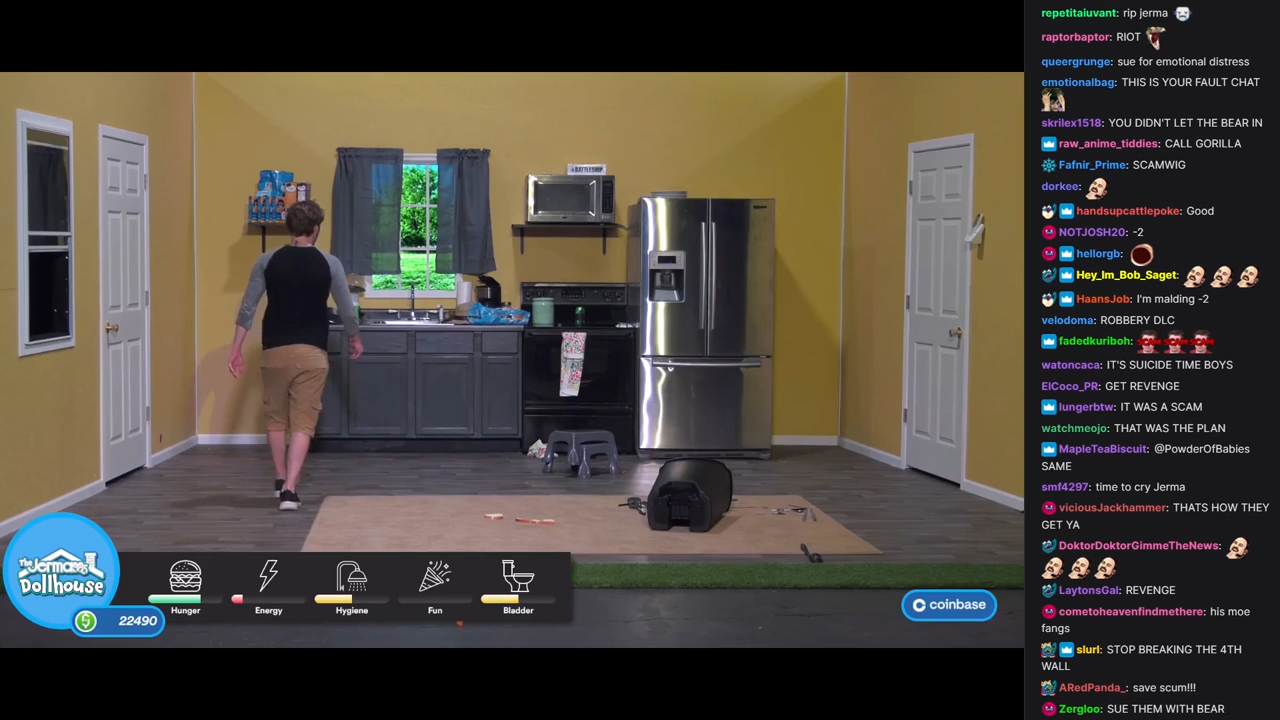 repetitaiuvant: rip jerma
raptorbaptor: RIOT
queergrunge: sue for emotional distress
emotionalbag: THIS IS YOUR FAULT CHAT
skrilex1518: YOU DIDN'T LET THE BEAR IN
raw_anime_tiddies: CALL GORILLA
Fafnir_Prime: SCAMWIG
dorkee:
handsupcattlepoke: Good
NOTJOSH20: -2
hellorgb:
Hey_Im_Bob_Saget:
HaansJob: I'm malding -2
velodoma: ROBBERY DLC
fadedkuriboh: SCAM SCAM SCAM
watoncaca: IT'S SUICIDE TIME BOYS
ElCoco_PR: GET REVENGE
lungerbtw: IT WAS A SCAM
watchmeojo: THAT WAS THE PLAN
MapleTeaBiscuit: @PowderOfBabies
SAME
smf4297: time to cry Jerma
viciousJackhammer: THATS HOW THEY
GET YA
DoktorDoktorGimmeTheNews:
LaytonsGal: REVENGE
cometoheavenfindmethere: his moe
fangs
slurl: STOP BREAKING THE 4TH
WALL
ARedPanda_: save scum!!!
Zergloo: SUE THEM WITH BEAR
BATTLESHIP
The Jerma985
Dollhouse
22490
Hunger
Energy
Hygiene
Fun
Bladder
coinbase